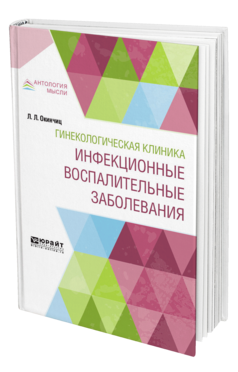 АНТОЛОГИЯ
МЫСЛИ
Л. Л. Окинчиц
ГИНЕКОЛОГИЧЕСКАЯ КЛИНИКА
ИНФЕКЦИОННЫЕ
ВОСПАЛИТЕЛЬНЫЕ
ЗАБОЛЕВАНИЯ
юрайт